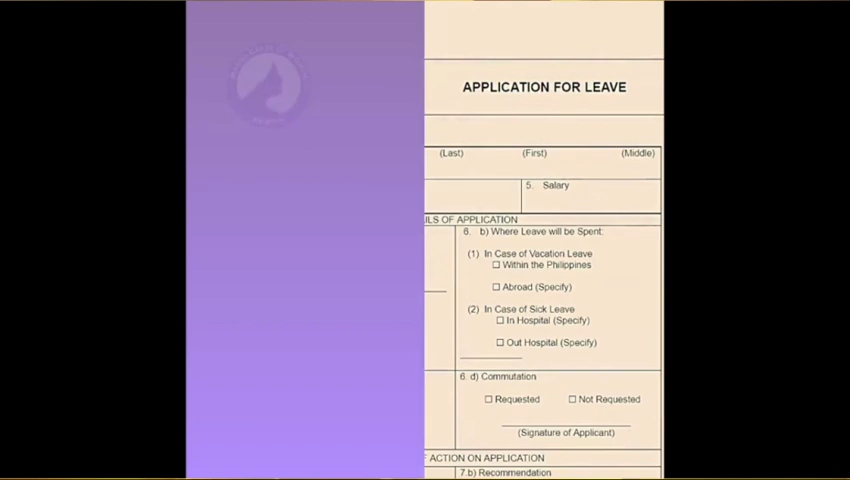 APPLICATION FOR LEAVE
(Last) (First) (Middle)
5. Salary
ILS OF APPLICATION
6. b) Where Leave will be Spent:
(1) In Case of Vacation Leave
☐ Within the Philippines
☐ Abroad (Specify)
(2) In Case of Sick Leave
☐ In Hospital (Specify)
☐ Out Hospital (Specify)
6. d) Commutation
☐ Requested ☐ Not Requested
(Signature of Applicant)
ACTION ON APPLICATION
7.b) Recommendation